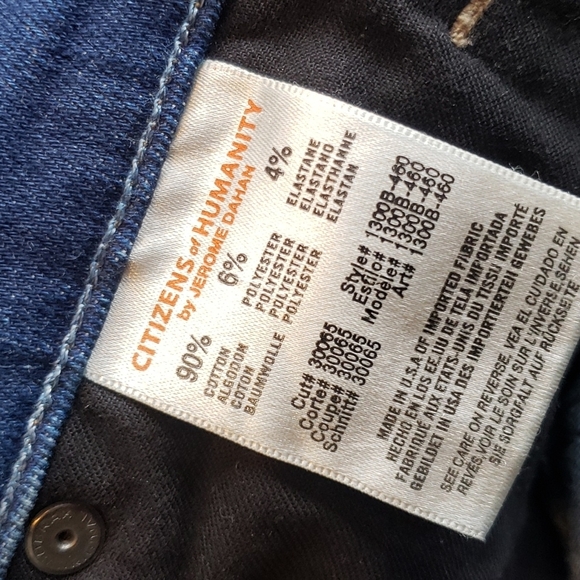 CITIZENS of HUMANITY
by JEROME DAHAN
90% 6% 4%
COTTON POLYESTER ELASTANE
ALGODON POLYESTER ELASTANO
COTON POLYESTER ELASTHANNE
BAUMWOLLE POLYESTER ELASTAN
Cut# 30065 Style# 1300B-460
Corte# 30065 Estilo# 1300B-460
Coupe# 30065 Modele# 1300B-460
Schnitt# 30065 Art# 1300B-460
MADE IN U.S.A OF IMPORTED FABRIC
HECHO EN LOS EE·UU DE TELA IMPORTADA
FABRIQUÉ AUX ETATS-UNIS DU TISSU IMPORTÉ
GEBILDET IN USA DES IMPORTIERTEN GEWEBES
SEE CARE ON REVERSE, VEA EL CUIDADO EN
REVÉS, VOIR LE SOIN SUR L'INVERSE, SEHEN
SIE SORGFALT AUF RÜCKSEITE